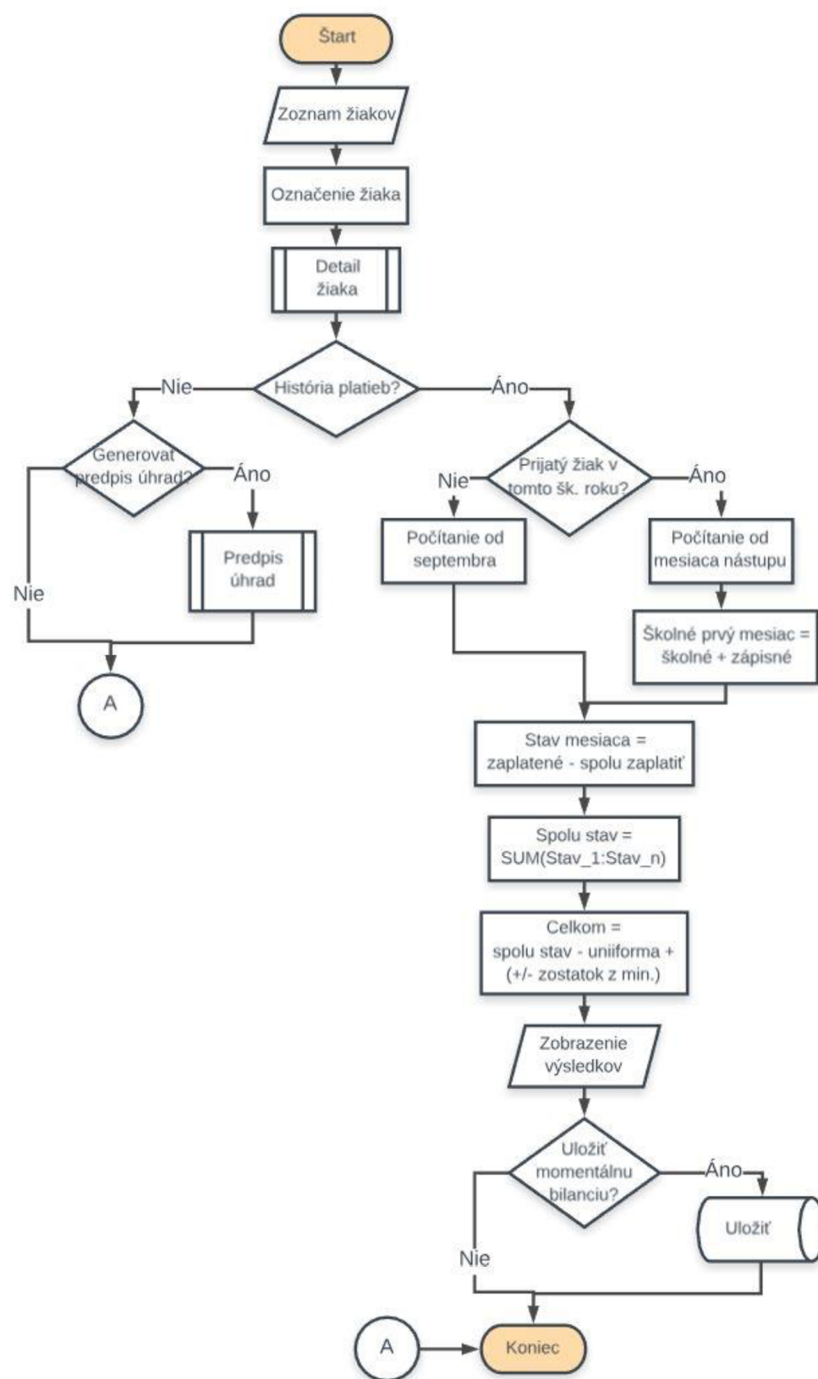 Štart
Zoznam žiakov
Označenie žiaka
Detail
žiaka
História platieb?
Nie
Áno
Generovat
predpis úhrad?
Áno
Nie
Predpis
úhrad
A
Prijatý žiak v
tomto šk. roku?
Nie
Áno
Počítanie od
septembra
Počítanie od
mesiaca nástupu
Školné prvý mesiac =
školné + zápisné
Stav mesiaca =
zaplatené - spolu zaplatiť
Spolu stav =
SUM(Stav_1:Stav_n)
Celkom =
spolu stav - uniiforma +
(+/- zostatok z min.)
Zobrazenie
výsledkov
Uložiť
momentálnu
bilanciu?
Áno
Nie
Uložiť
A
Koniec